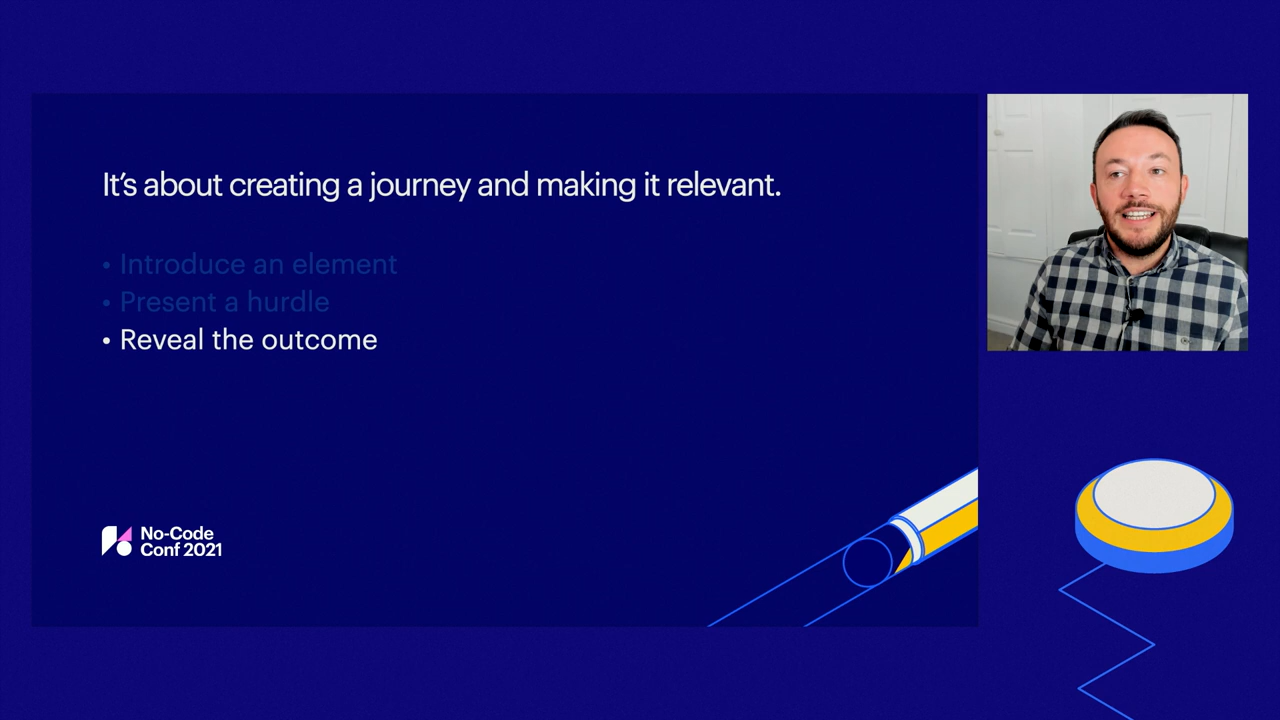 It's about creating a journey and making it relevant.
• Introduce an element
• Present a hurdle
• Reveal the outcome
No-Code
Conf 2021